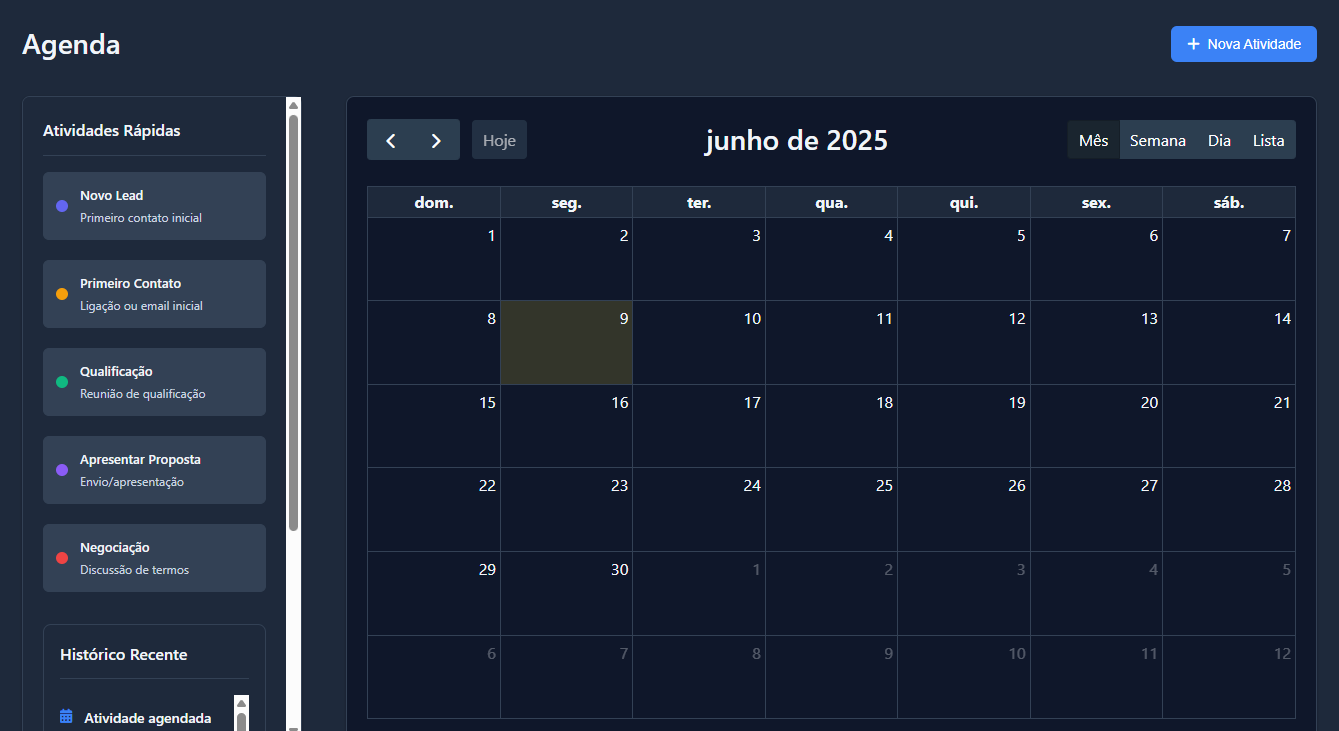 Agenda
Nova Atividade
Atividades Rápidas
Novo Lead
Primeiro contato inicial
Primeiro Contato
Ligação ou email inicial
Qualificação
Reunião de qualificação
Apresentar Proposta
Envio/apresentação
Negociação
Discussão de termos
Histórico Recente
Atividade agendada
Hoje
junho de 2025
Mês Semana Dia Lista
dom. seg. ter. qua. qui. sex. sáb.
1 2 3 4 5 6 7
8 9 10 11 12 13 14
15 16 17 18 19 20 21
22 23 24 25 26 27 28
29 30 1 2 3 4 5
6 7 8 9 10 11 12